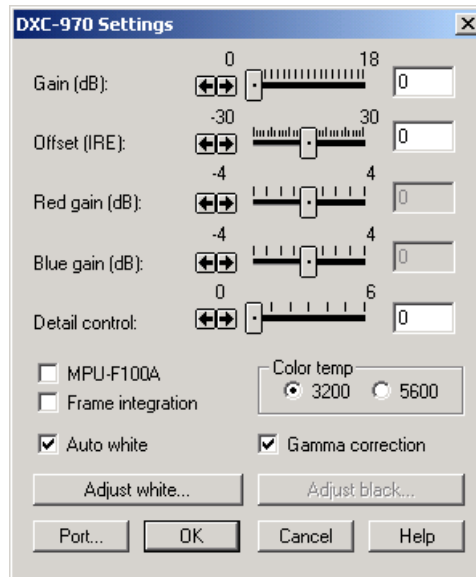 DXC-970 Settings
0 18
Gain (dB): 0
-30 30
Offset (IRE): 0
-4 4
Red gain (dB): 0
-4 4
Blue gain (dB): 0
0 6
Detail control: 0
MPU-F100A
Frame integration
Color temp
3200 5600
Auto white
Gamma correction
Adjust white... Adjust black...
Port... OK Cancel Help